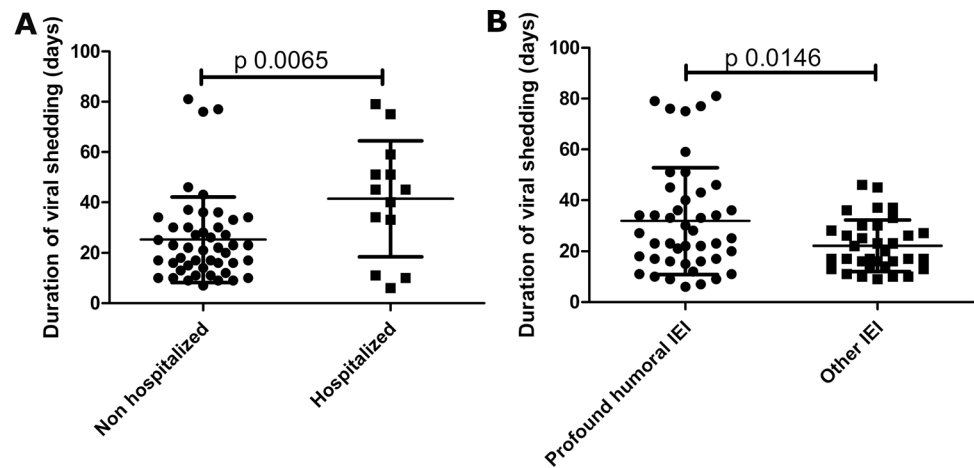 A
Duration of viral shedding (days)
100
80
60
40
20
0
p 0.0065
Non hospitalized
Hospitalized
B
Duration of viral shedding (days)
100
80
60
40
20
0
p 0.0146
Profound humoral IEI
Other IEI